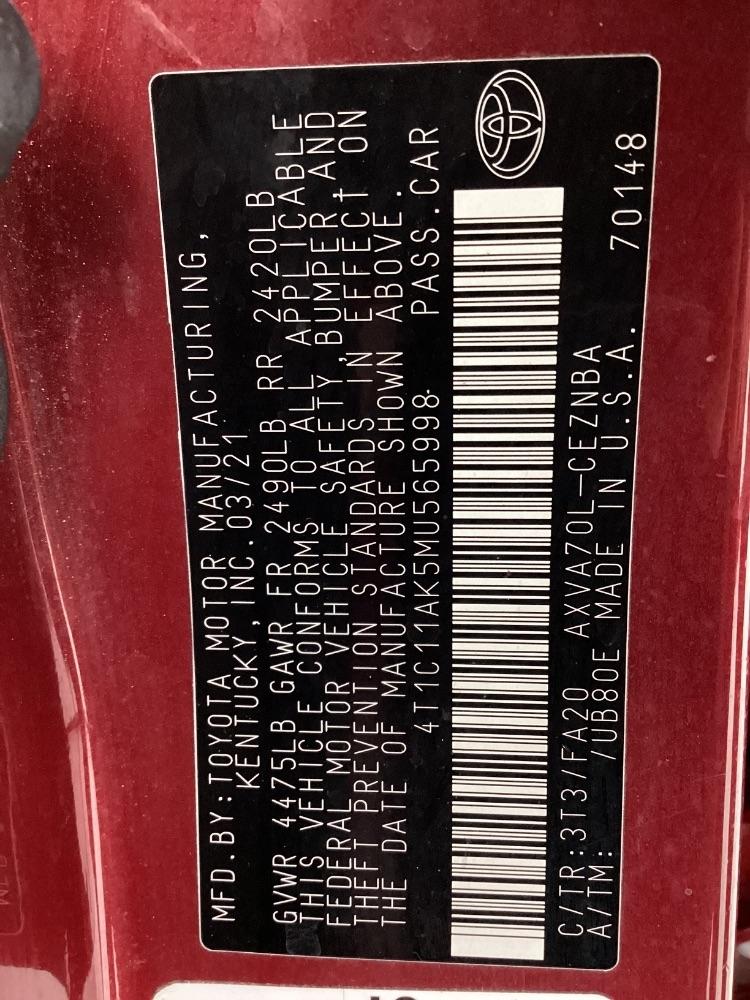 MFD.BY:TOYOTA MOTOR MANUFACTURING,
KENTUCKY,INC.03/21
GVWR 4475LB GAWR FR 2490LB RR 2420LB
THIS VEHICLE CONFORMS TO ALL APPLICABLE
FEDERAL MOTOR VEHICLE SAFETY,BUMPER,AND
THEFT PREVENTION STANDARDS IN EFFECT ON
THE DATE OF MANUFACTURE SHOWN ABOVE.
4T1C11AK5MU565998 PASS.CAR
C/TR:3T3/FA20 AXVA70L-CEZNBA
A/TM: /UB80E MADE IN U.S.A. 70148